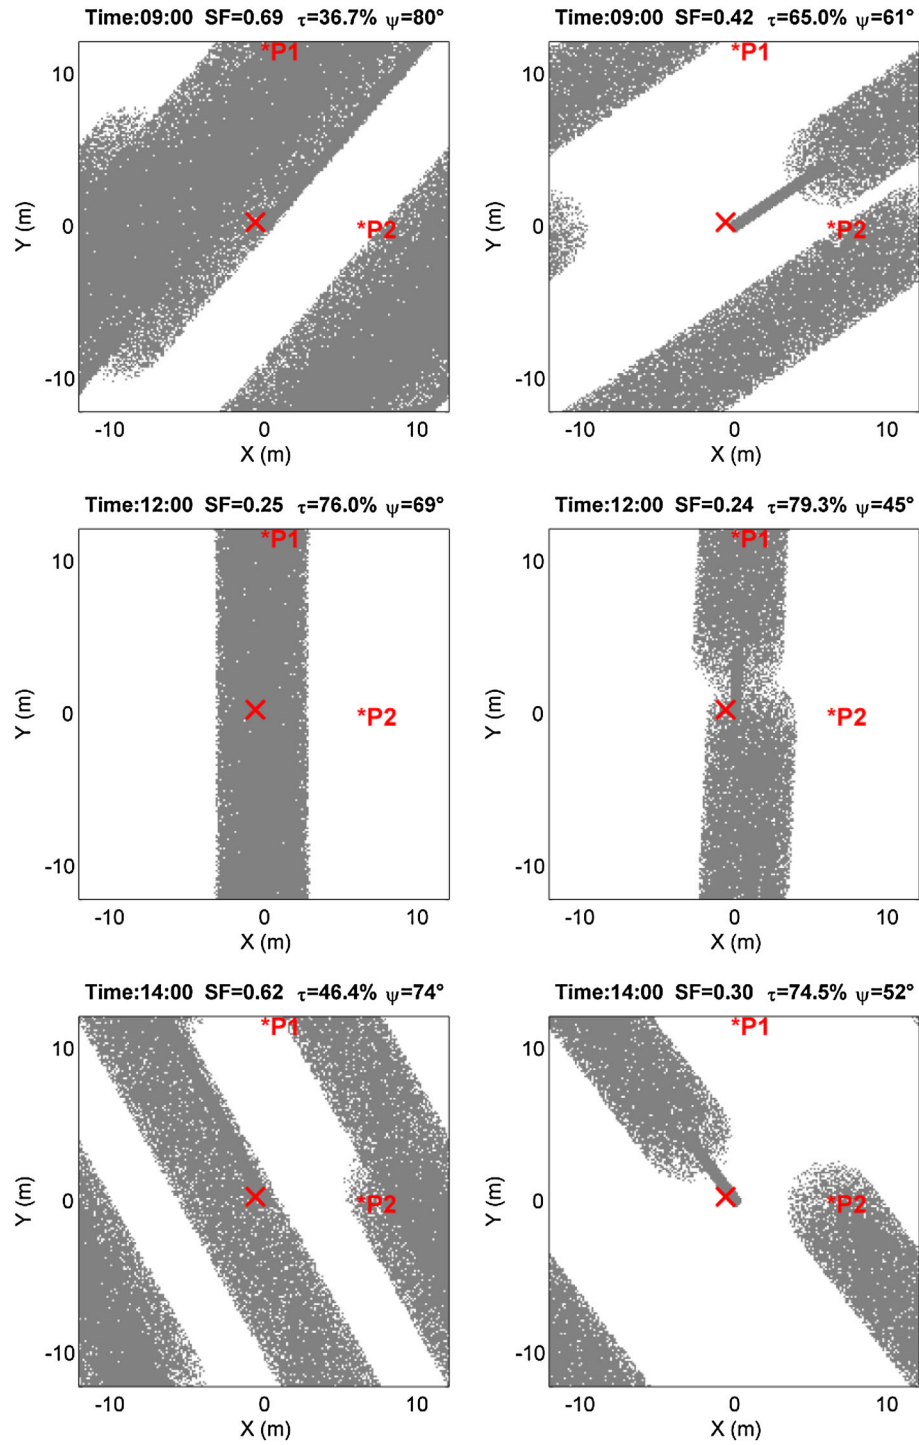 Time:09:00 SF=0.69 τ=36.7% ψ=80°
Time:09:00 SF=0.42 τ=65.0% ψ=61°
10
*P1
Y (m)
0
*P2
-10
-10 0 10
X (m)
10
*P1
Y (m)
0
*P2
-10
-10 0 10
X (m)
Time:12:00 SF=0.25 τ=76.0% ψ=69°
Time:12:00 SF=0.24 τ=79.3% ψ=45°
10
*P1
Y (m)
0
*P2
-10
-10 0 10
X (m)
10
*P1
Y (m)
0
*P2
-10
-10 0 10
X (m)
Time:14:00 SF=0.62 τ=46.4% ψ=74°
Time:14:00 SF=0.30 τ=74.5% ψ=52°
10
*P1
Y (m)
0
*P2
-10
-10 0 10
X (m)
10
*P1
Y (m)
0
*P2
-10
-10 0 10
X (m)